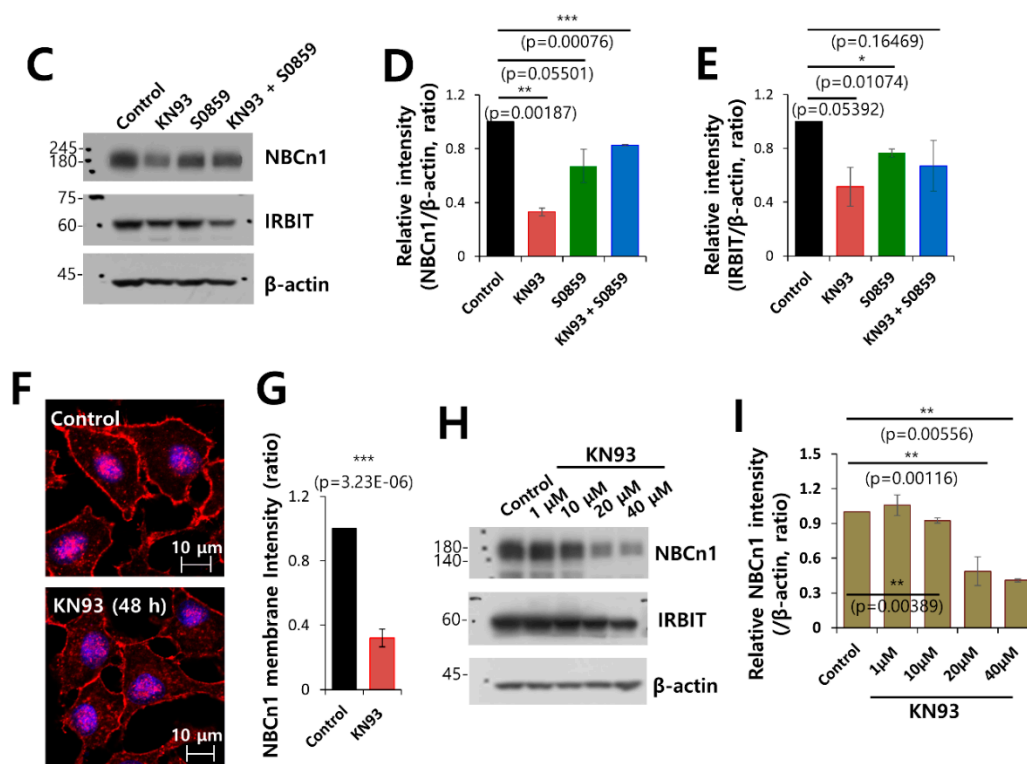 C
Control
KN93
S0859
KN93 + S0859
245
180-
NBCn1
75-
60-
IRBIT
45-
β-actin
D
***
(p=0.00076)
(p=0.05501)
**
(p=0.00187)
Relative intensity
(NBCn1/β-actin, ratio)
1.2
0.8
0.4
0
Control
KN93
S0859
KN93 + S0859
E
(p=0.16469)
*
(p=0.01074)
(p=0.05392)
Relative intensity
(IRBIT/β-actin, ratio)
1.2
0.8
0.4
0
Control
KN93
S0859
KN93 + S0859
F
Control
10 μm
KN93 (48 h)
10 μm
G
***
(p=3.23E-06)
NBCn1 membrane Intensity (ratio)
1.2
0.8
0.4
0
Control
KN93
H
KN93
Control
1 μM
10 μM
20 μM
40 μM
180-
140-
NBCn1
60-
IRBIT
45-
β-actin
I
**
(p=0.00556)
**
(p=0.00116)
**
(p=0.00389)
Relative NBCn1 intensity
(/β-actin, ratio)
1.2
0.9
0.6
0.3
0
Control
1μM
10μM
20μM
40μM
KN93